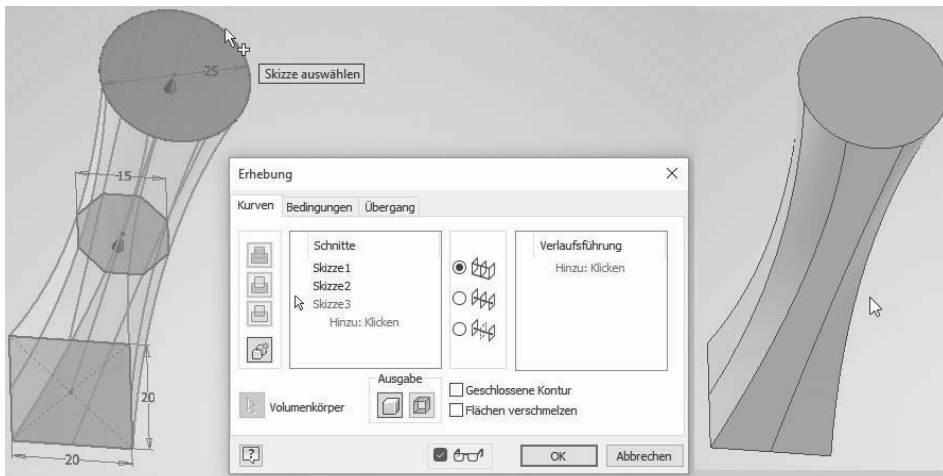 25
Skizze auswählen
15
20
20
Erhebung
Kurven Bedingungen Übergang
Schnitte
Skizze1
Skizze2
Skizze3
Hinzu: Klicken
Verlaufsführung
Hinzu: Klicken
Volumenkörper
Ausgabe
Geschlossene Kontur
Flächen verschmelzen
?
OK
Abbrechen